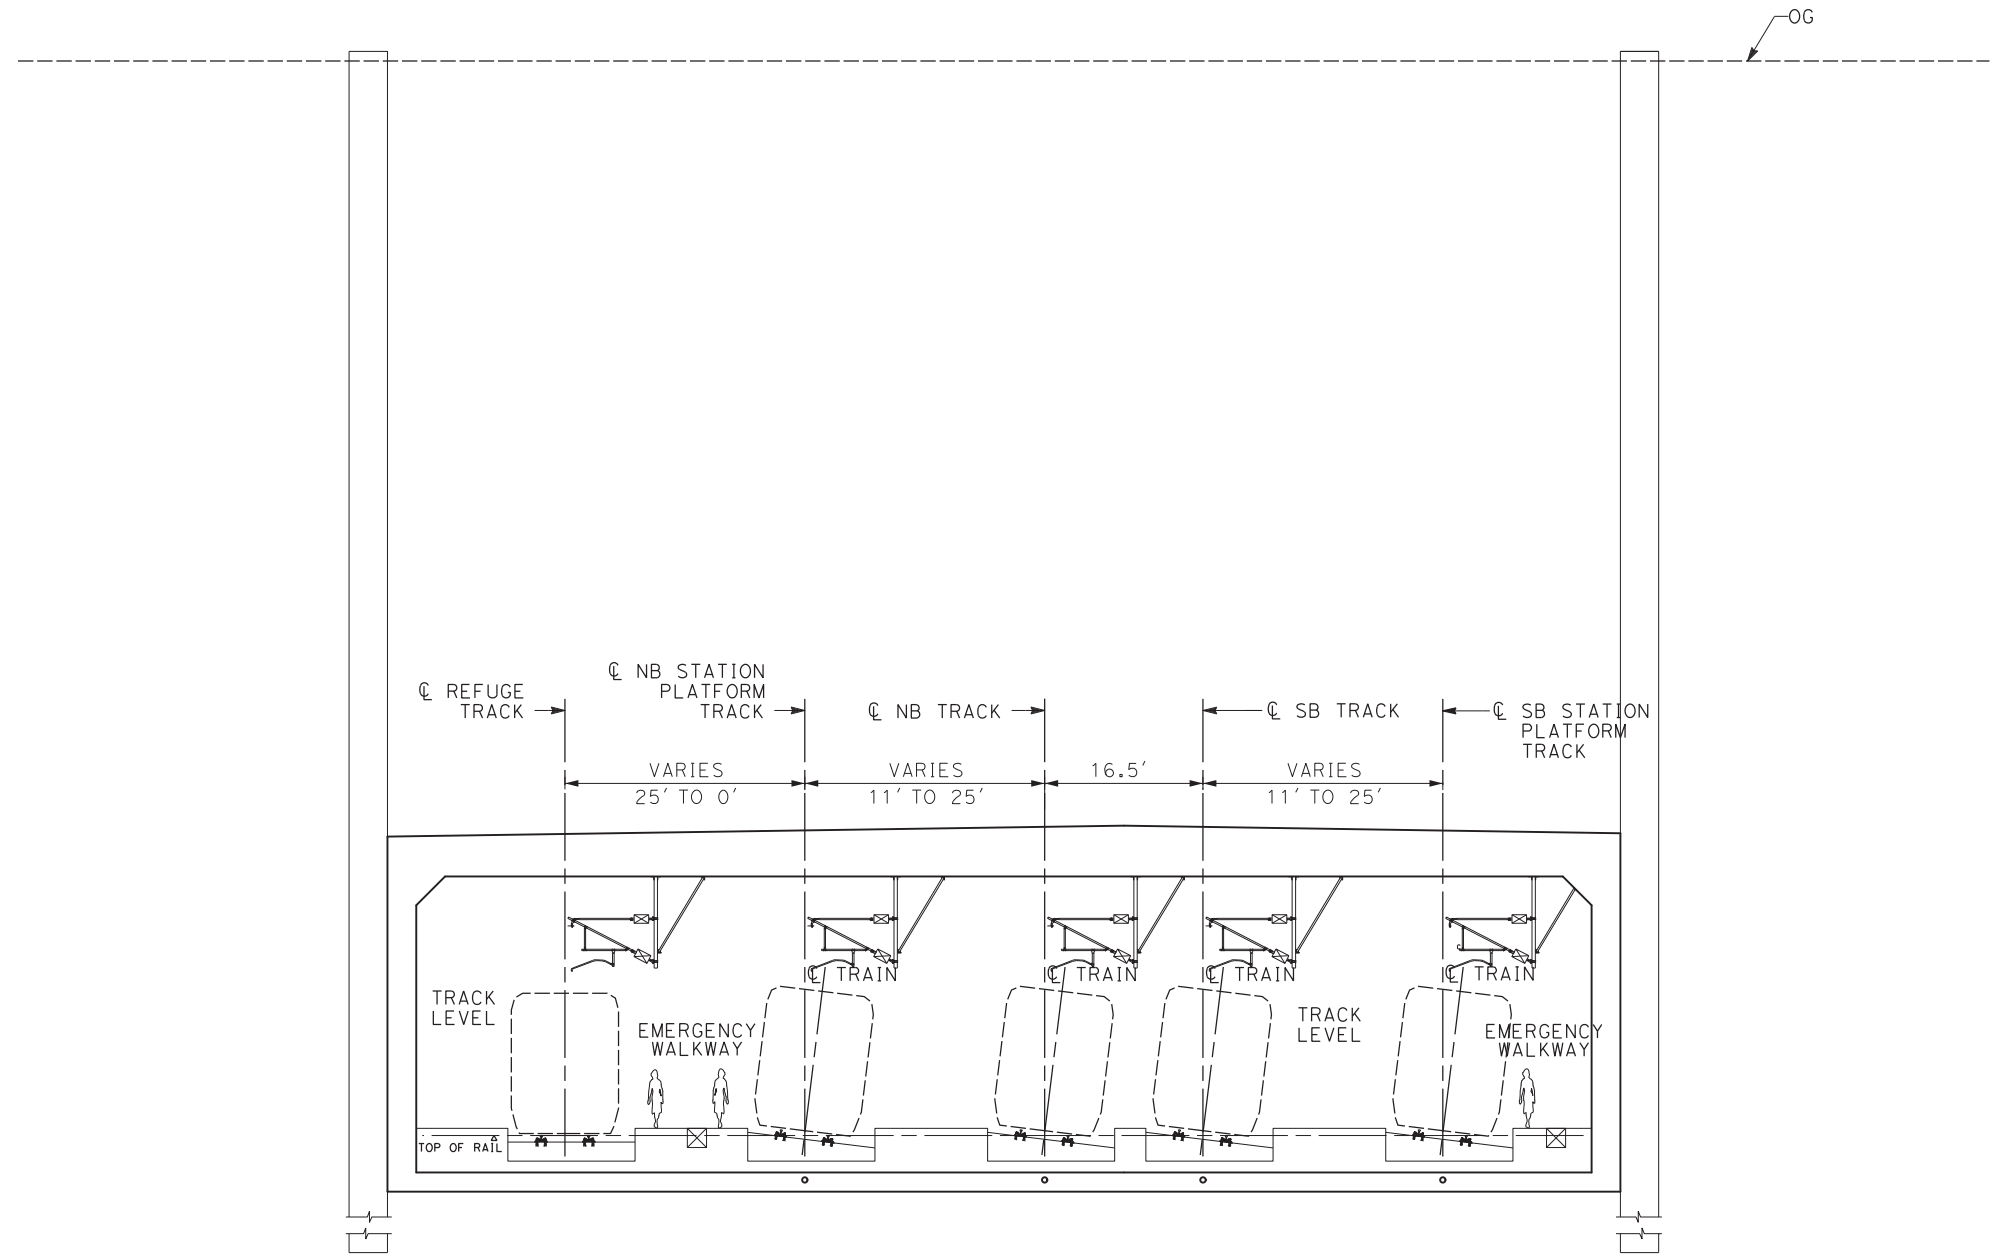 OG
℄ NB STATION
PLATFORM
TRACK
℄ REFUGE
TRACK
℄ NB TRACK
℄ SB TRACK
℄ SB STATION
PLATFORM
TRACK
VARIES
25' TO 0'
VARIES
11' TO 25'
16.5'
VARIES
11' TO 25'
℄ TRAIN
℄ TRAIN
℄ TRAIN
℄ TRAIN
TRACK
LEVEL
EMERGENCY
WALKWAY
TRACK
LEVEL
EMERGENCY
WALKWAY
TOP OF RAIL